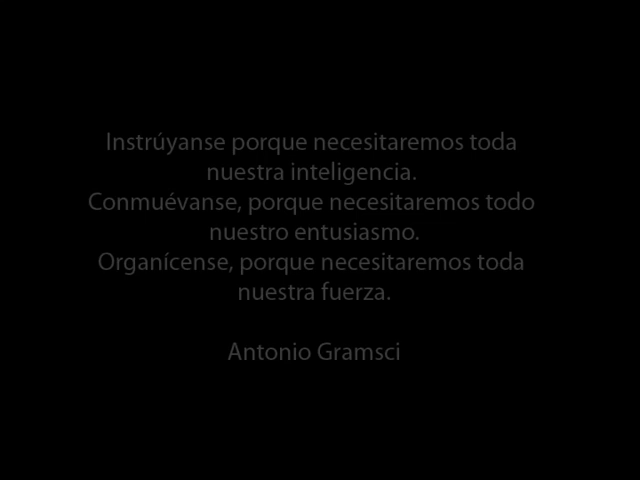 Instrúyanse porque necesitaremos toda
nuestra inteligencia.
Conmuévanse, porque necesitaremos todo
nuestro entusiasmo.
Organícense, porque necesitaremos toda
nuestra fuerza.
Antonio Gramsci